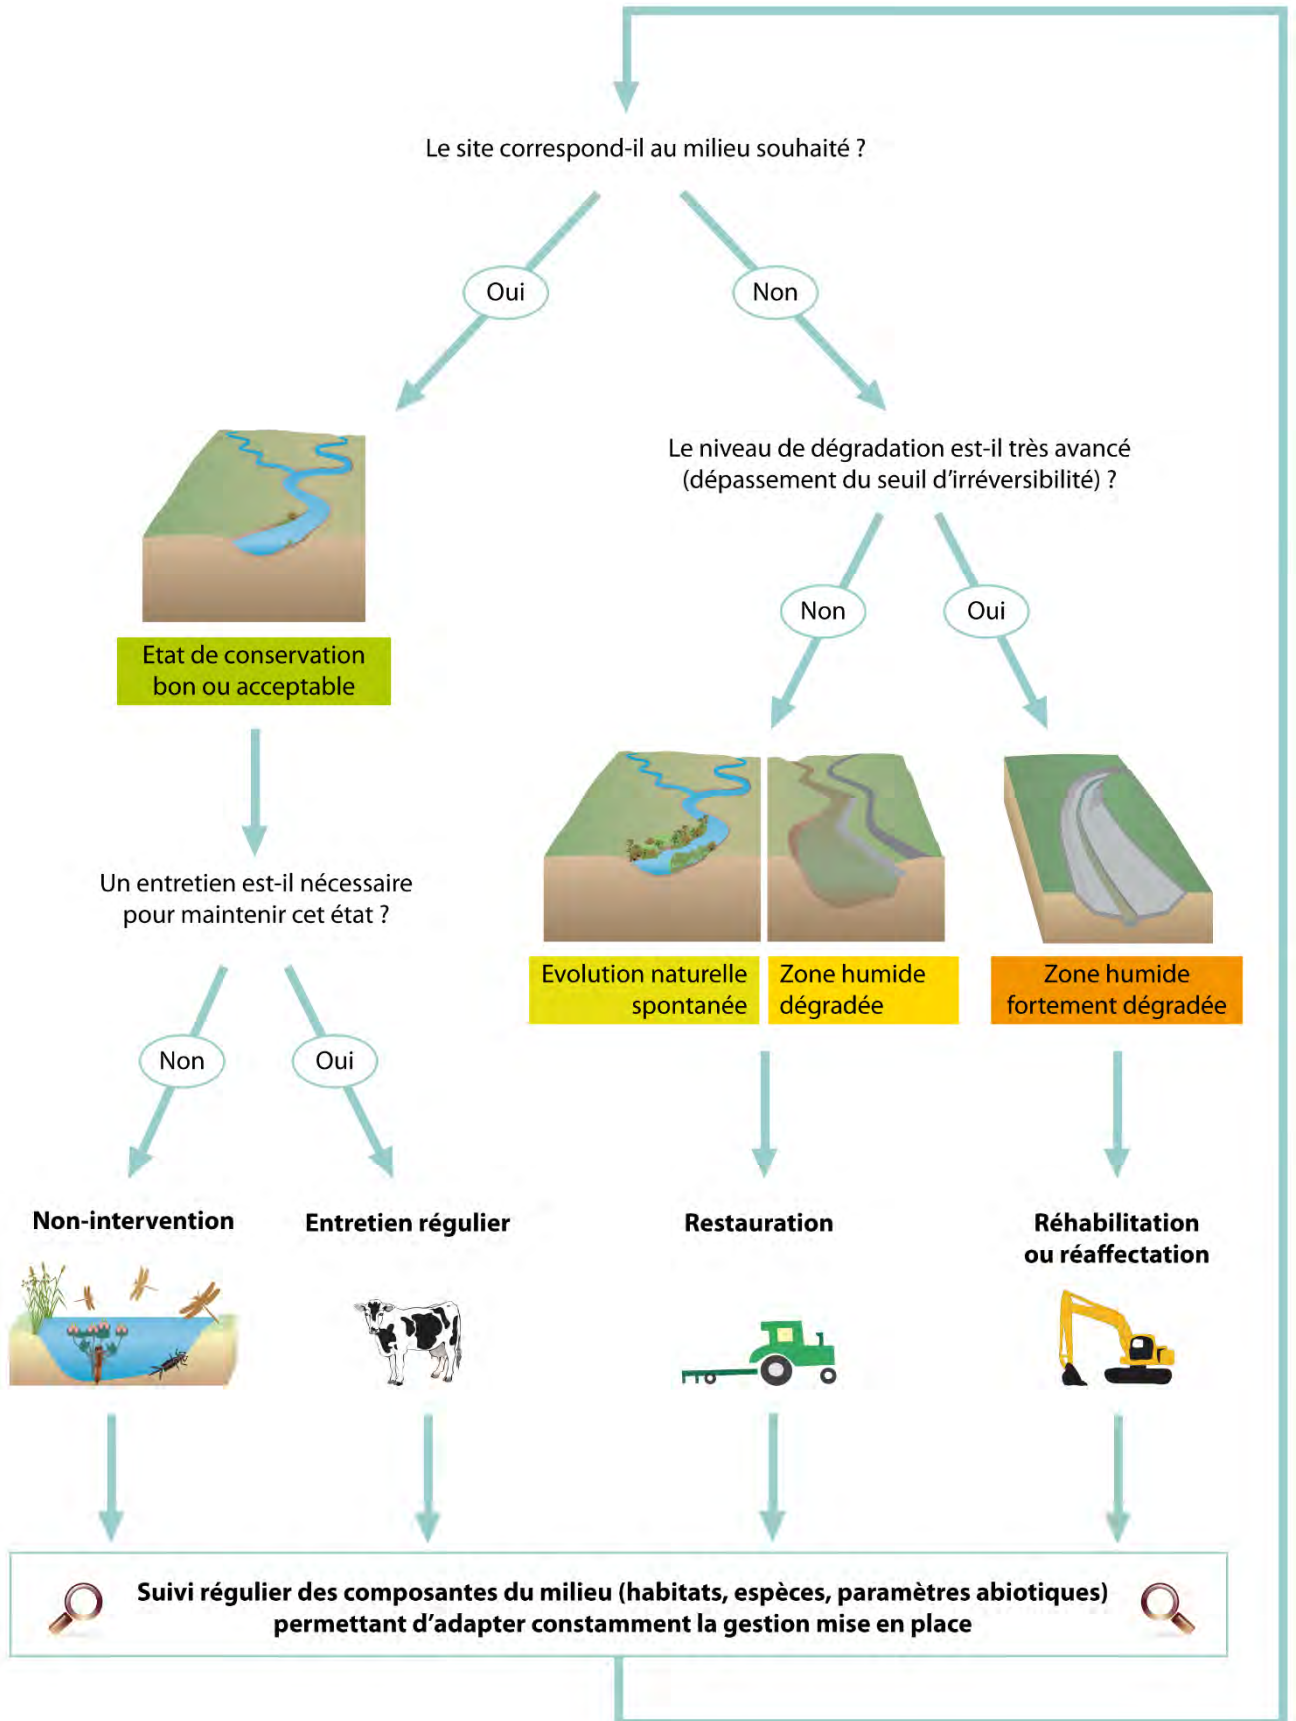 Le site correspond-il au milieu souhaité ?
Oui
Non
Le niveau de dégradation est-il très avancé
(dépassement du seuil d'irréversibilité) ?
Non
Oui
Etat de conservation
bon ou acceptable
Un entretien est-il nécessaire
pour maintenir cet état ?
Evolution naturelle
spontanée
Zone humide
dégradée
Zone humide
fortement dégradée
Non
Oui
Non-intervention
Entretien régulier
Restauration
Réhabilitation
ou réaffectation
Suivi régulier des composantes du milieu (habitats, espèces, paramètres abiotiques)
permettant d'adapter constamment la gestion mise en place